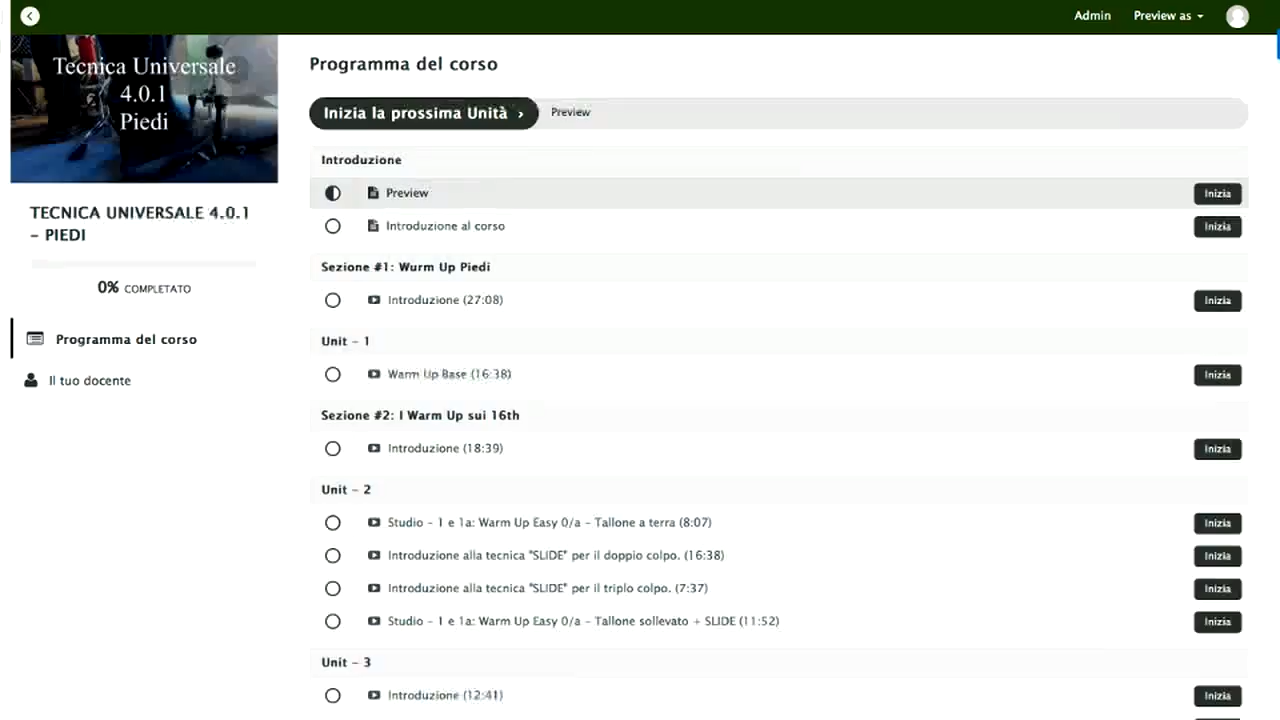 Admin
Preview as
Tecnica Universale
4.0.1
Piedi
TECNICA UNIVERSALE 4.0.1
– PIEDI
0% COMPLETATO
Programma del corso
Il tuo docente
Programma del corso
Inizia la prossima Unità ›
Preview
Introduzione
Preview
Inizia
Introduzione al corso
Inizia
Sezione #1: Wurm Up Piedi
Introduzione (27:08)
Inizia
Unit – 1
Warm Up Base (16:38)
Inizia
Sezione #2: I Warm Up sui 16th
Introduzione (18:39)
Inizia
Unit – 2
Studio – 1 e 1a: Warm Up Easy 0/a – Tallone a terra (8:07)
Inizia
Introduzione alla tecnica "SLIDE" per il doppio colpo. (16:38)
Inizia
Introduzione alla tecnica "SLIDE" per il triplo colpo. (7:37)
Inizia
Studio – 1 e 1a: Warm Up Easy 0/a – Tallone sollevato + SLIDE (11:52)
Inizia
Unit – 3
Introduzione (12:41)
Inizia